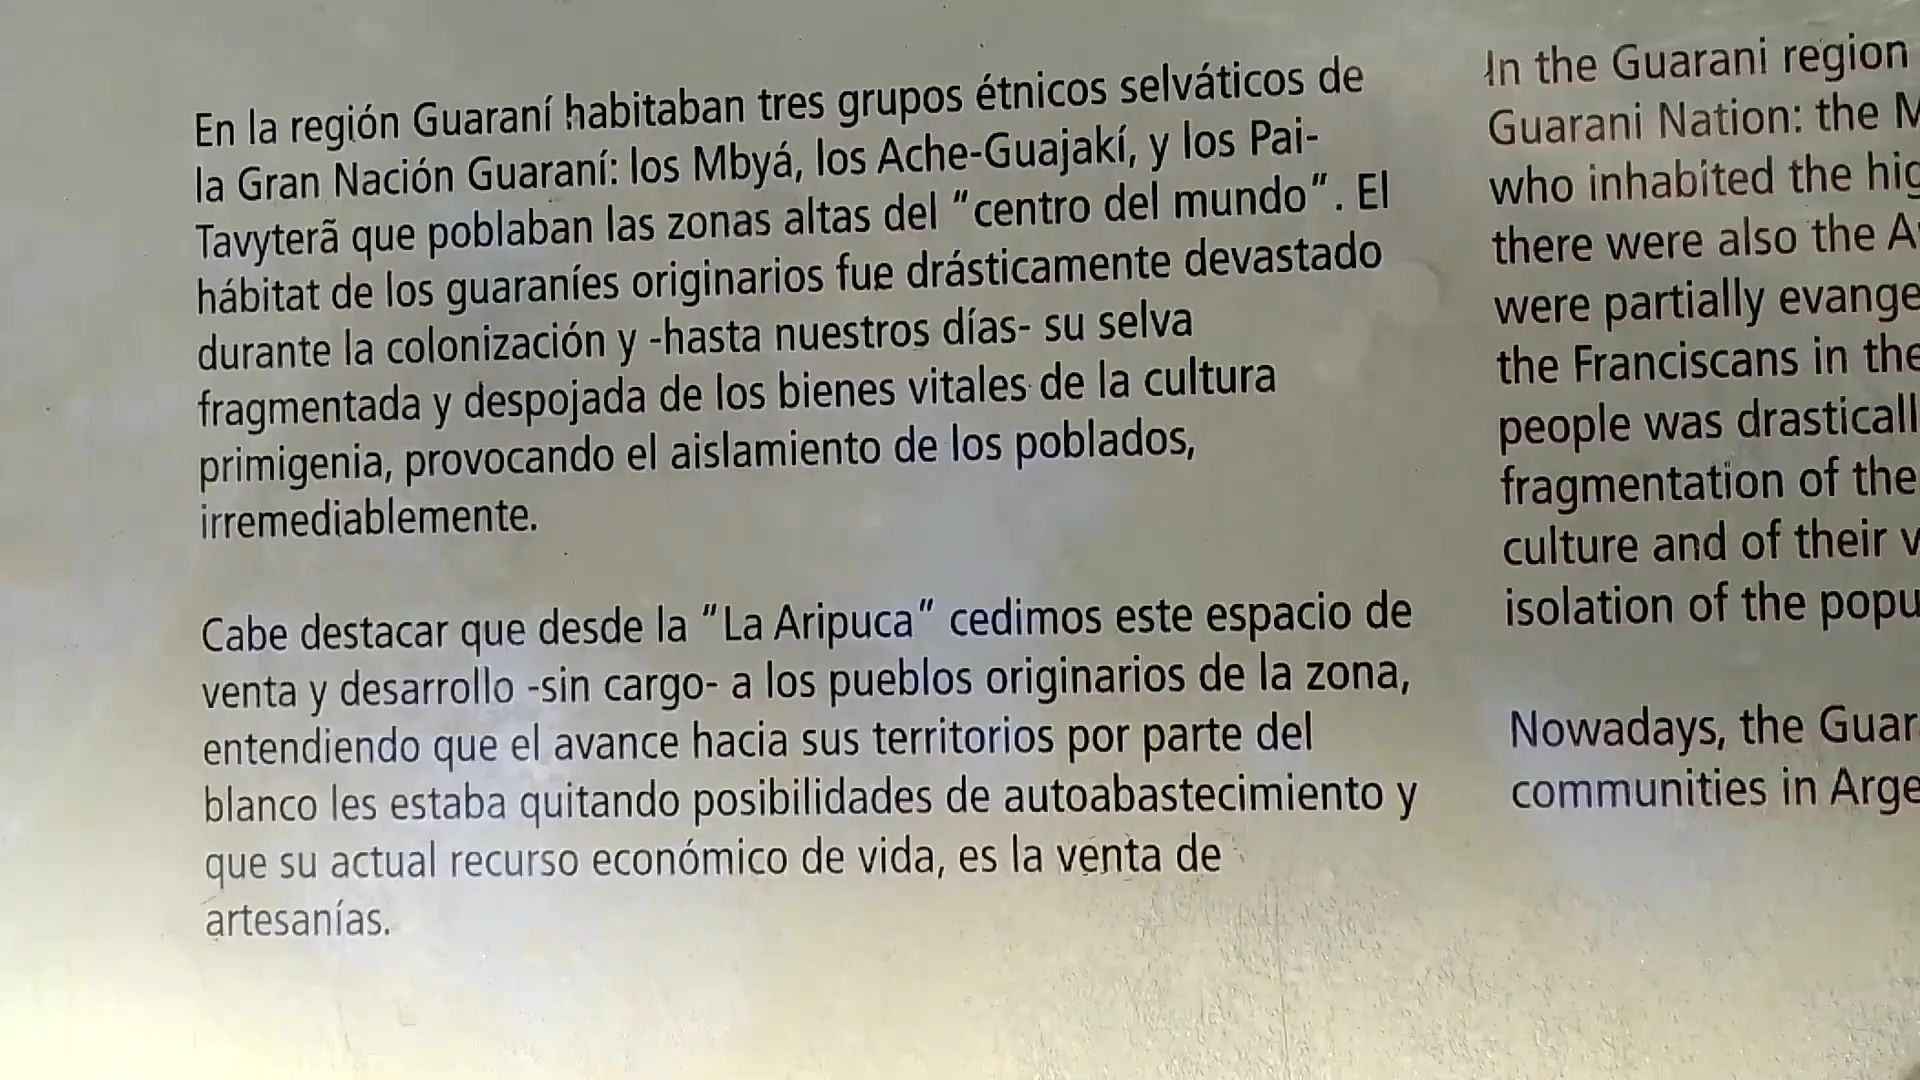 En la región Guaraní habitaban tres grupos étnicos selváticos de
la Gran Nación Guaraní: los Mbyá, los Ache-Guajakí, y los Pai-
Tavyterã que poblaban las zonas altas del "centro del mundo". El
hábitat de los guaraníes originarios fue drásticamente devastado
durante la colonización y -hasta nuestros días- su selva
fragmentada y despojada de los bienes vitales de la cultura
primigenia, provocando el aislamiento de los poblados,
irremediablemente.
Cabe destacar que desde la "La Aripuca" cedimos este espacio de
venta y desarrollo -sin cargo- a los pueblos originarios de la zona,
entendiendo que el avance hacia sus territorios por parte del
blanco les estaba quitando posibilidades de autoabastecimiento y
que su actual recurso económico de vida, es la venta de
artesanías.
In the Guarani region
Guarani Nation: the
who inhabited the
there were also the
were partially
the Franciscans in
people was
fragmentation of the
culture and of their
isolation of the
Nowadays, the
communities in